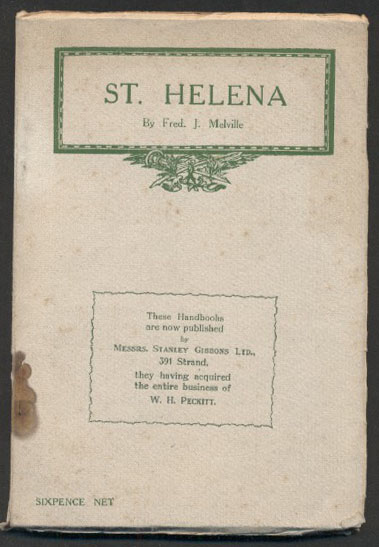 ST. HELENA
By Fred. J. Melville
These Handbooks
are now published
by
MESSRS. STANLEY GIBBONS LTD.,
391 Strand,
they having acquired
the entire business of
W. H. PECKITT.
SIXPENCE NET